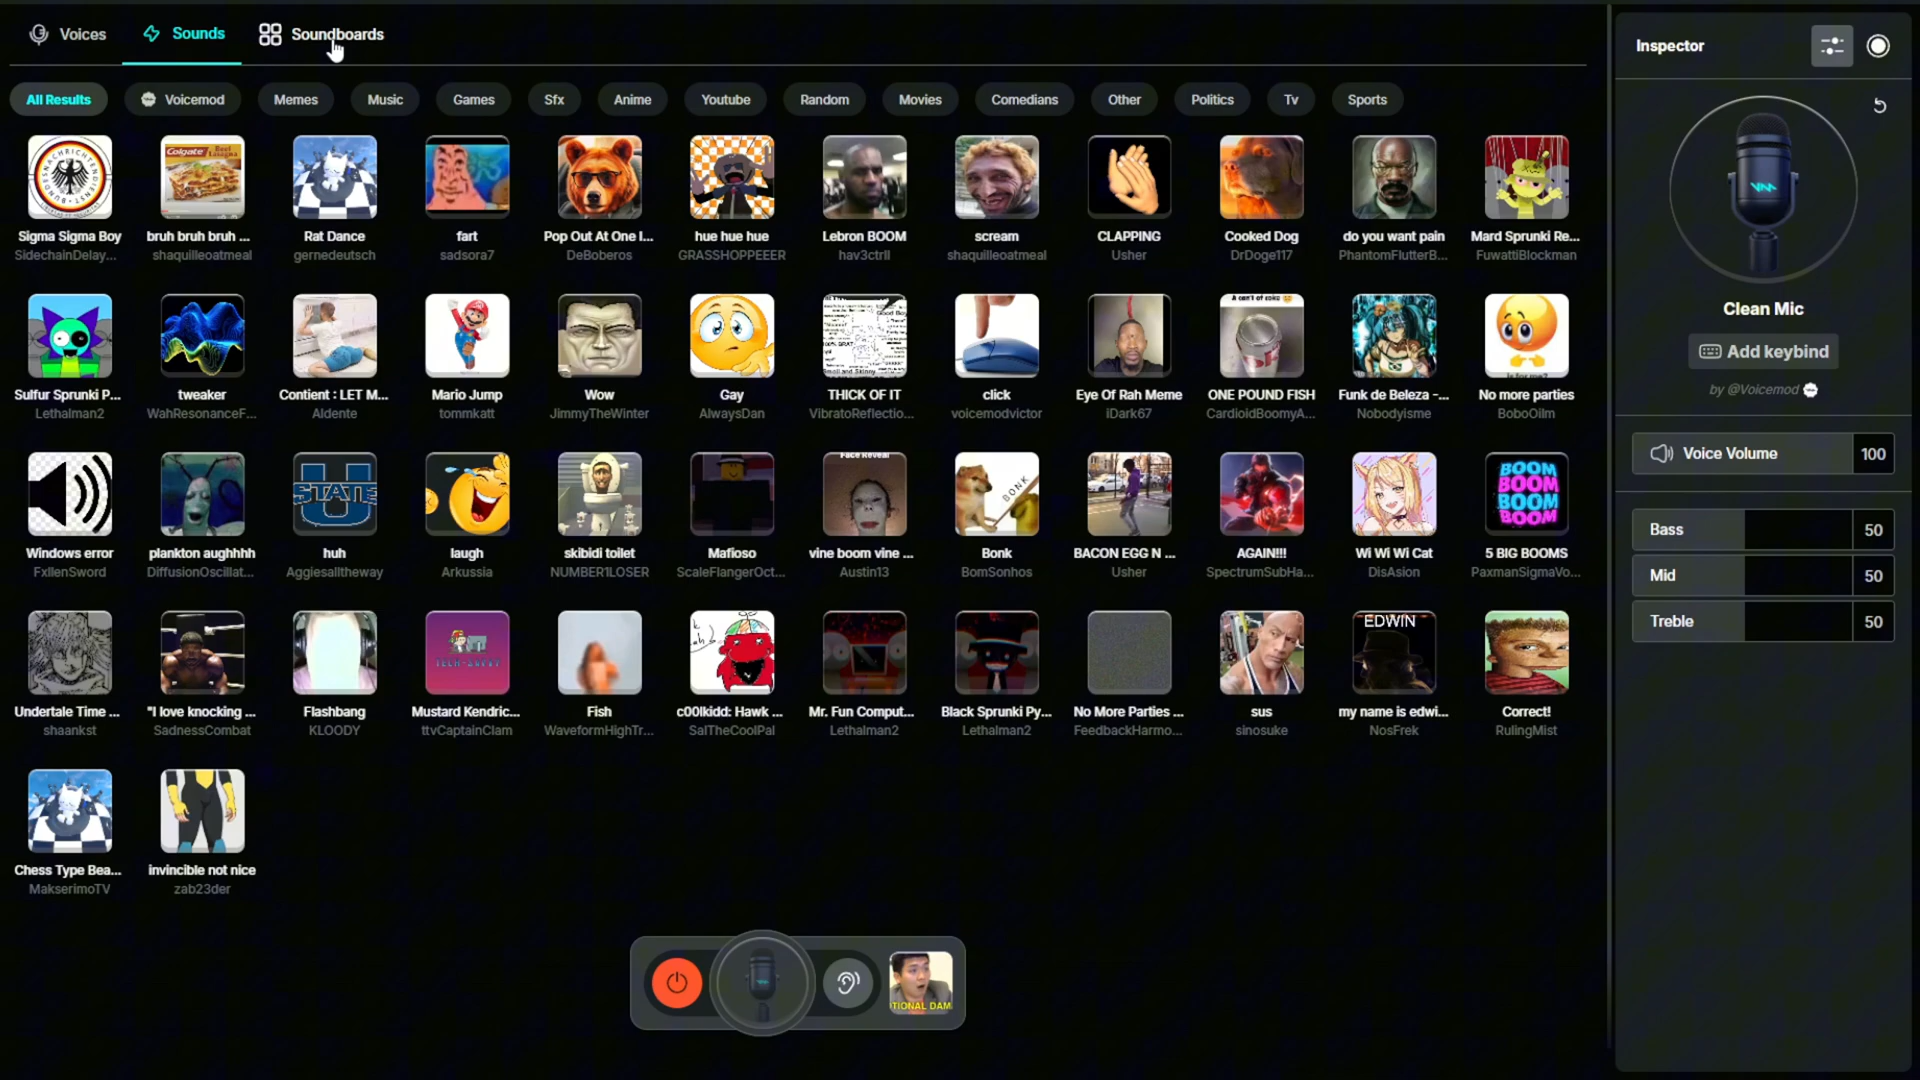 Voices
Sounds
Soundboards
All Results
Voicemod
Memes
Music
Games
Sfx
Anime
Youtube
Random
Movies
Comedians
Other
Politics
Tv
Sports
Sigma Sigma Boy
bruh bruh bruh ...
Rat Dance
fart
Pop Out At One I...
hue hue hue
Lebron BOOM
scream
CLAPPING
Cooked Dog
do you want pain
Mard Sprunki Re...
SidechainDelay...
shaquilleoatmeal
gernedeutsch
sadsora7
DeBoberos
GRASSHOPPEEER
hav3ctrll
shaquilleoatmeal
Usher
DrDoge117
PhantomFlutterB...
FuwattiBlockman
Sulfur Sprunki P...
tweaker
Contient : LET M...
Mario Jump
Wow
Gay
THICK OF IT
click
Eye Of Rah Meme
ONE POUND FISH
Funk de Beleza -...
No more parties
Lethalman2
WahResonanceF...
Aldente
tommkatt
JimmyTheWinter
AlwaysDan
VibratoReflectio...
voicemodvictor
iDark67
CardioidBoomyA...
Nobodyisme
BoboOilm
Face Reveal
BONK
STATE
BOOM
BOOM
BOOM
BOOM
Windows error
plankton aughhhh
huh
laugh
skibidi toilet
Mafioso
vine boom vine ...
Bonk
BACON EGG N ...
AGAIN!!!
Wi Wi Wi Cat
5 BIG BOOMS
FxllenSword
DiffusionOscillat...
Aggiesalltheway
Arkussia
NUMBER1LOSER
ScaleFlangerOct...
Austin13
BomSonhos
Usher
SpectrumSubHa...
DisAsion
PaxmanSigmaVo...
EDWIN
Undertale Time ...
"I love knocking ...
Flashbang
Mustard Kendric...
Fish
c00lkidd: Hawk ...
Mr. Fun Comput...
Black Sprunki Py...
No More Parties ...
sus
my name is edwi...
Correct!
shaankst
SadnessCombat
KLOODY
ttvCaptainClam
WaveformHighTr...
SalTheCoolPal
Lethalman2
Lethalman2
FeedbackHarmo...
sinosuke
NosFrek
RulingMist
Chess Type Bea...
invincible not nice
MakserimoTV
zab23der
TIONAL DAM
Inspector
Clean Mic
Add keybind
by @Voicemod
Voice Volume 100
Bass 50
Mid 50
Treble 50